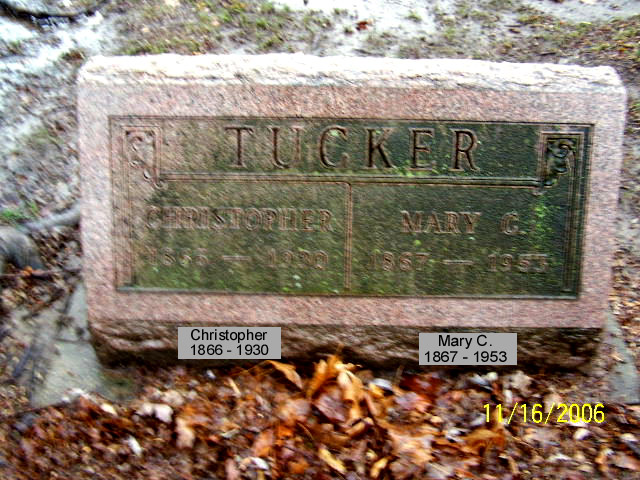 TUCKER
CHRISTOPHER
1866 — 1930
MARY C.
1867 — 1953
Christopher
1866 - 1930
Mary C.
1867 - 1953
11/16/2006